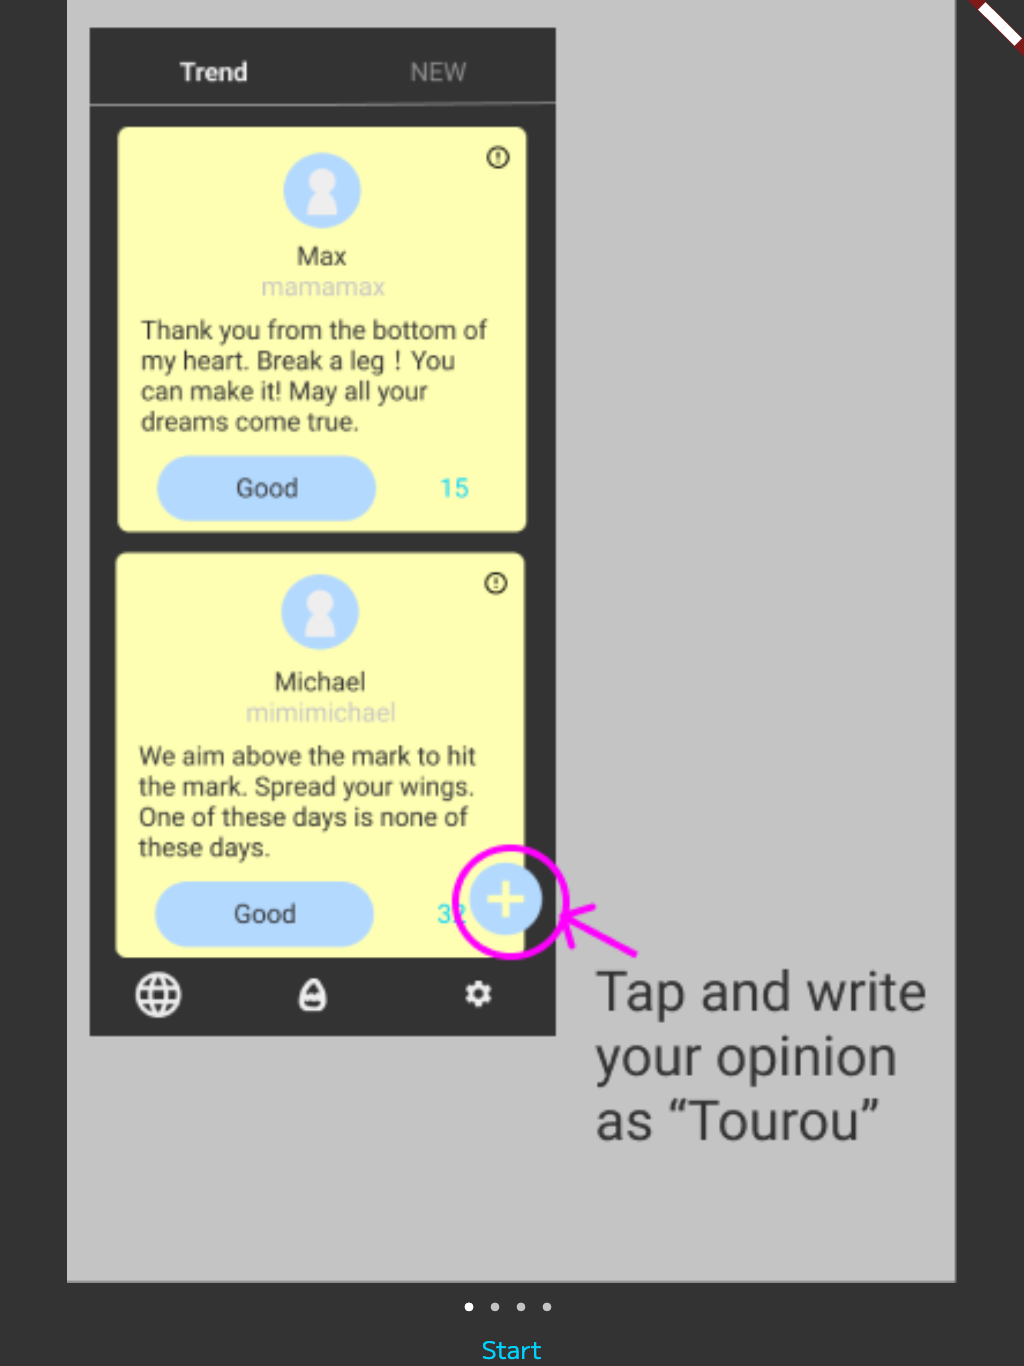 Trend NEW
Max
mamamax
Thank you from the bottom of
my heart. Break a leg ! You
can make it! May all your
dreams come true.
Good 15
Michael
mimimichael
We aim above the mark to hit
the mark. Spread your wings.
One of these days is none of
these days.
Good 32
Tap and write
your opinion
as “Tourou”
Start